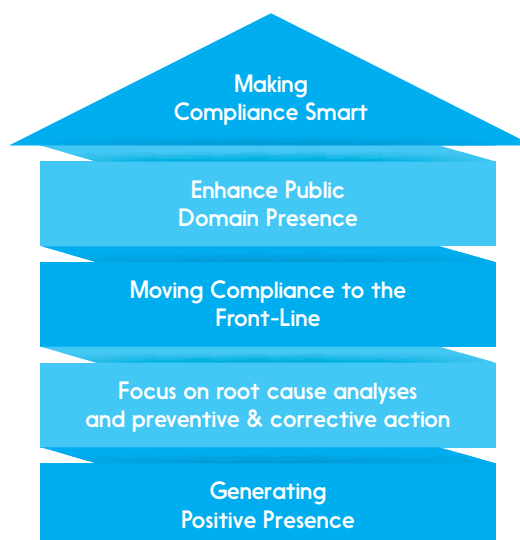 Making
Compliance Smart
Enhance Public
Domain Presence
Moving Compliance to the
Front-Line
Focus on root cause analyses
and preventive & corrective action
Generating
Positive Presence